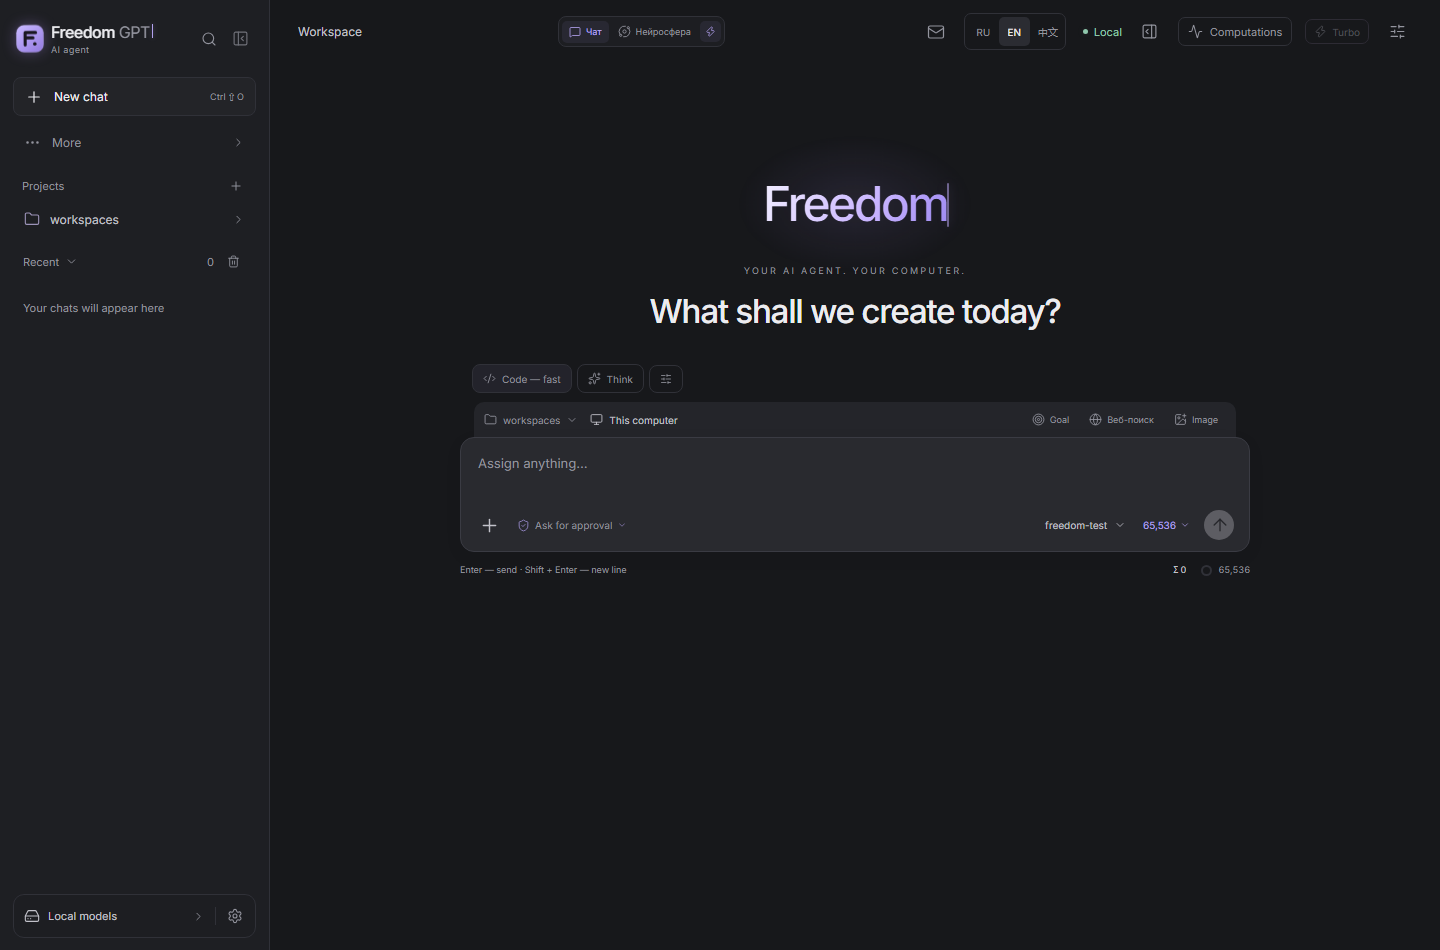 Freedom GPT
AI agent
New chat Ctrl ⇧ O
More
Projects
workspaces
Recent 0
Your chats will appear here
Local models
Workspace
Чат Нейросфера
RU EN 中文
Local
Computations
Turbo
Freedom
YOUR AI AGENT. YOUR COMPUTER.
What shall we create today?
Code — fast Think
workspaces This computer Goal Веб-поиск Image
Assign anything...
Ask for approval freedom-test 65,536
Enter — send · Shift + Enter — new line Σ 0 65,536